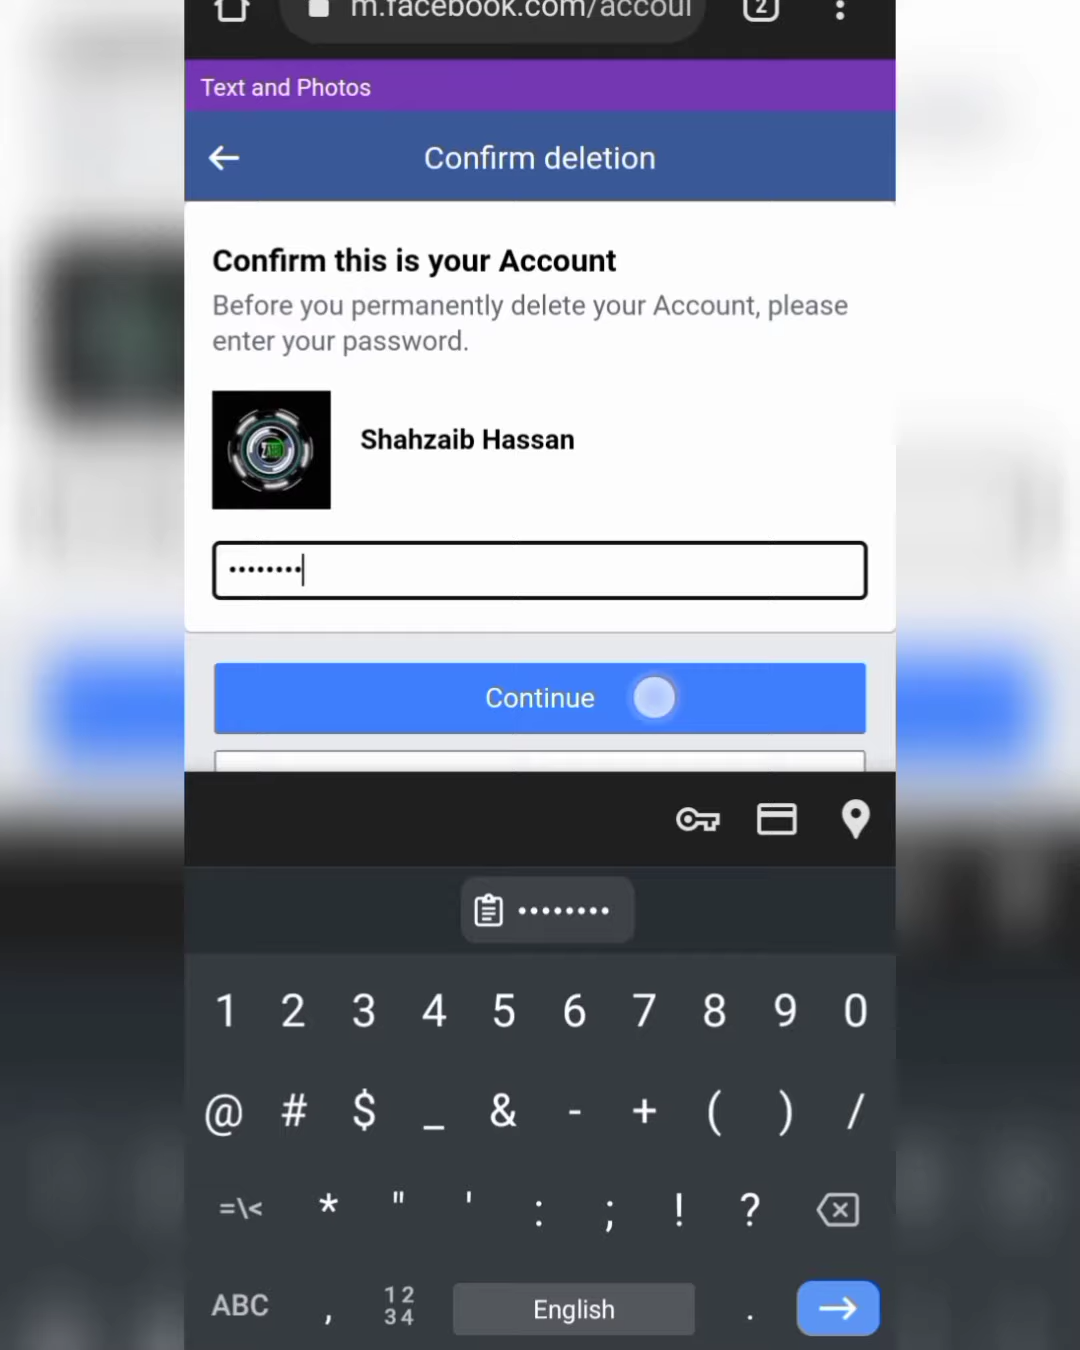 m.facebook.com/accoui
2
Text and Photos
Confirm deletion
Confirm this is your Account
Before you permanently delete your Account, please
enter your password.
Shahzaib Hassan
••••••••
Continue
••••••••
1 2 3 4 5 6 7 8 9 0
@ # $ _ & - + ( ) /
=\< * " ' : ; ! ?
ABC , 12 34 English .